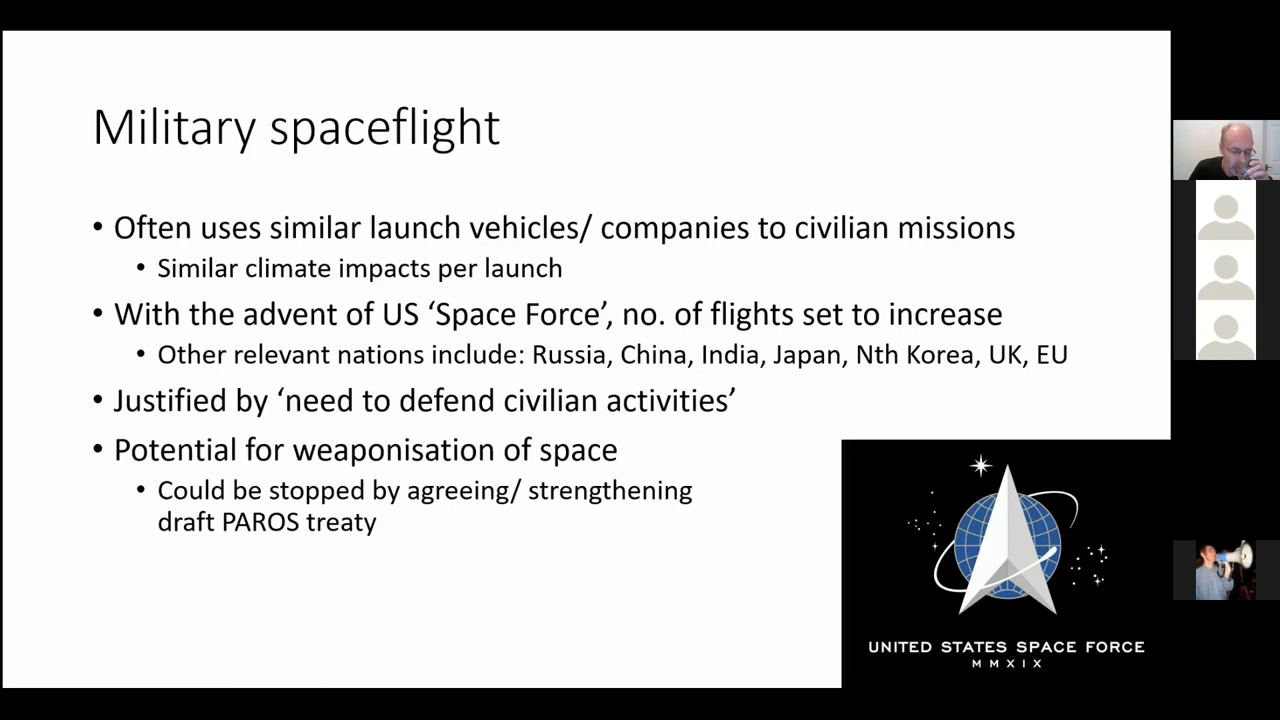 Military spaceflight
• Often uses similar launch vehicles/ companies to civilian missions
• Similar climate impacts per launch
• With the advent of US ‘Space Force’, no. of flights set to increase
• Other relevant nations include: Russia, China, India, Japan, Nth Korea, UK, EU
• Justified by ‘need to defend civilian activities’
• Potential for weaponisation of space
• Could be stopped by agreeing/ strengthening
draft PAROS treaty
UNITED STATES SPACE FORCE
MMXIX